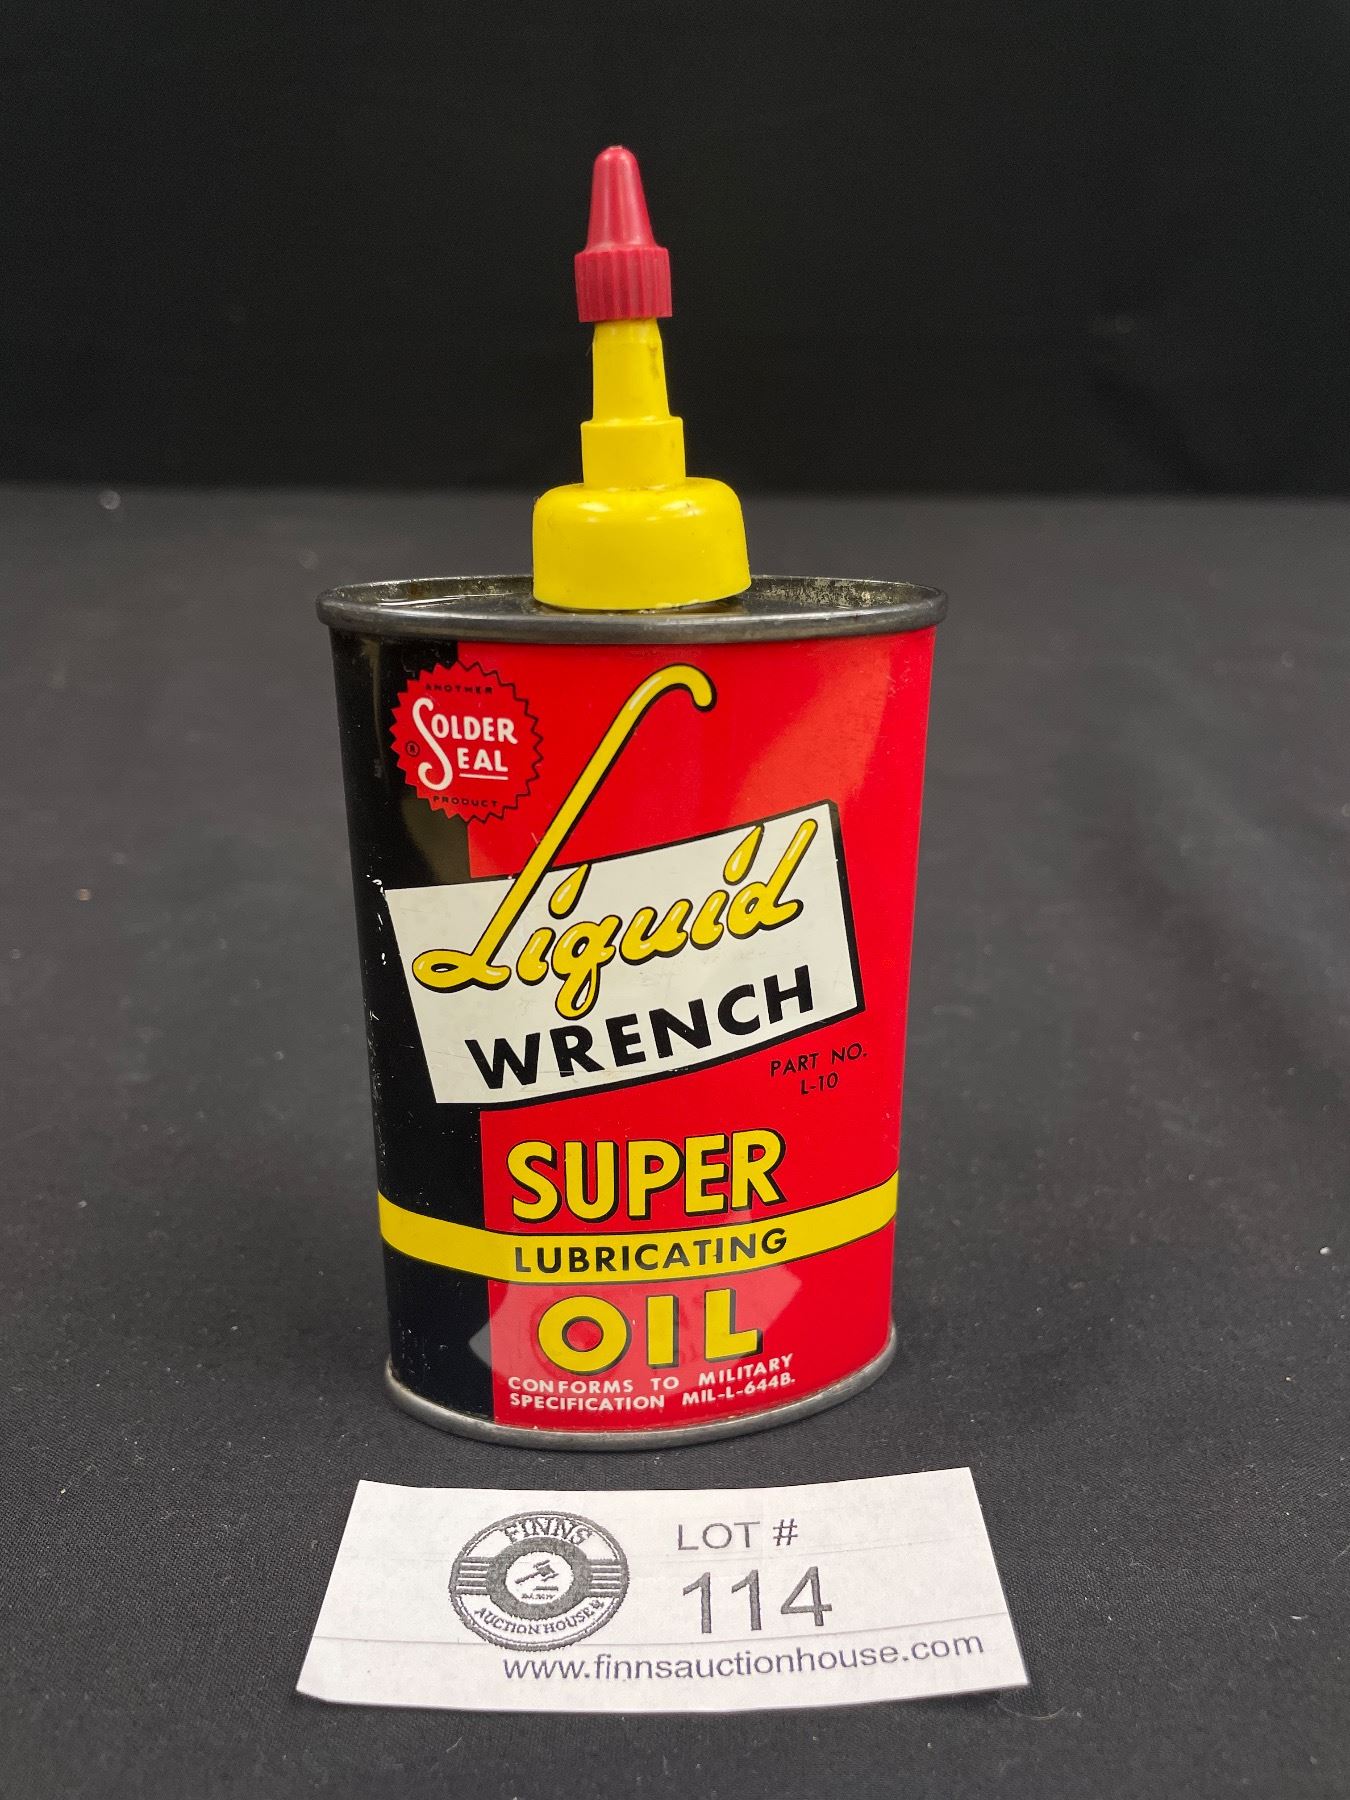 ANOTHER
SOLDER
SEAL
®
PRODUCT
Liquid
WRENCH
PART NO.
L-10
SUPER
LUBRICATING
OIL
CONFORMS TO MILITARY
SPECIFICATION MIL-L-644B.
FINNS
AUCTION HOUSE
LOT #
114
www.finnsauctionhouse.com